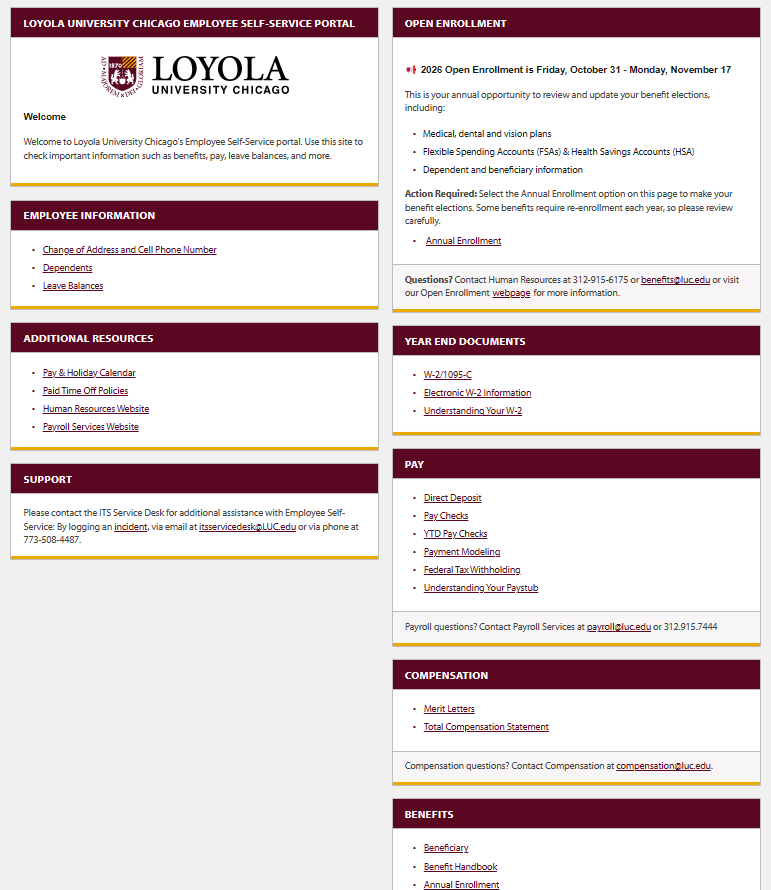 LOYOLA UNIVERSITY CHICAGO EMPLOYEE SELF-SERVICE PORTAL
AD • MAJOREM • DEI • GLORIAM
1870
LOYOLA
UNIVERSITY CHICAGO
Welcome
Welcome to Loyola University Chicago's Employee Self-Service portal. Use this site to
check important information such as benefits, pay, leave balances, and more.
EMPLOYEE INFORMATION
• Change of Address and Cell Phone Number
• Dependents
• Leave Balances
ADDITIONAL RESOURCES
• Pay & Holiday Calendar
• Paid Time Off Policies
• Human Resources Website
• Payroll Services Website
SUPPORT
Please contact the ITS Service Desk for additional assistance with Employee Self-
Service: By logging an incident, via email at itsservicedesk@LUC.edu or via phone at
773-508-4487.
OPEN ENROLLMENT
2026 Open Enrollment is Friday, October 31 - Monday, November 17
This is your annual opportunity to review and update your benefit elections,
including:
• Medical, dental and vision plans
• Flexible Spending Accounts (FSAs) & Health Savings Accounts (HSA)
• Dependent and beneficiary information
Action Required: Select the Annual Enrollment option on this page to make your
benefit elections. Some benefits require re-enrollment each year, so please review
carefully.
• Annual Enrollment
Questions? Contact Human Resources at 312-915-6175 or benefits@luc.edu or visit
our Open Enrollment webpage for more information.
YEAR END DOCUMENTS
• W-2/1095-C
• Electronic W-2 Information
• Understanding Your W-2
PAY
• Direct Deposit
• Pay Checks
• YTD Pay Checks
• Payment Modeling
• Federal Tax Withholding
• Understanding Your Paystub
Payroll questions? Contact Payroll Services at payroll@luc.edu or 312.915.7444
COMPENSATION
• Merit Letters
• Total Compensation Statement
Compensation questions? Contact Compensation at compensation@luc.edu.
BENEFITS
• Beneficiary
• Benefit Handbook
• Annual Enrollment